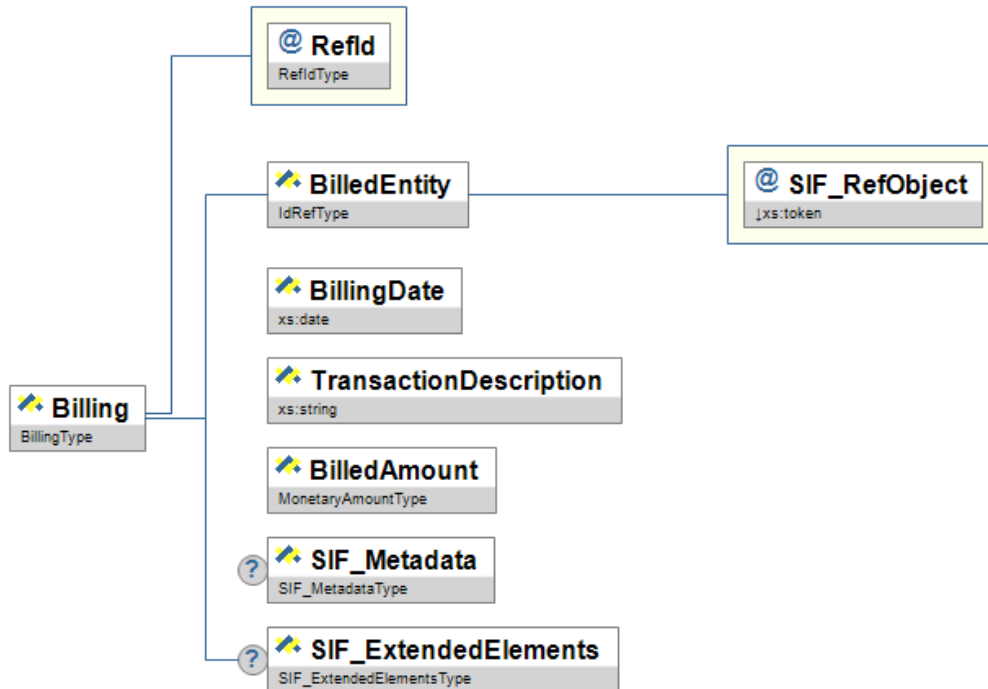 @ RefId
RefIdType
BilledEntity
IdRefType
@ SIF_RefObject
↓xs:token
BillingDate
xs:date
TransactionDescription
xs:string
Billing
BillingType
BilledAmount
MonetaryAmountType
? SIF_Metadata
SIF_MetadataType
? SIF_ExtendedElements
SIF_ExtendedElementsType